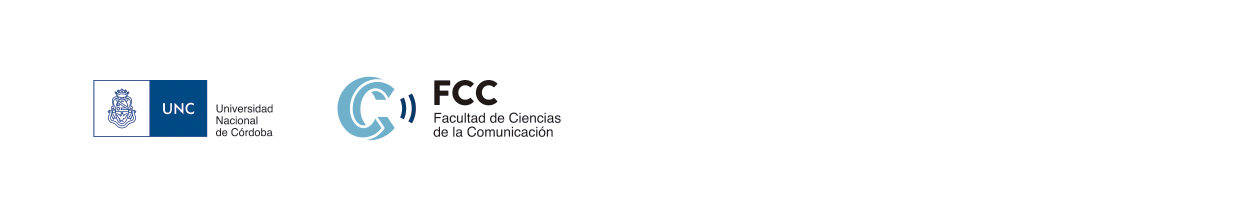 UNC
Universidad
Nacional
de Córdoba
FCC
Facultad de Ciencias
de la Comunicación